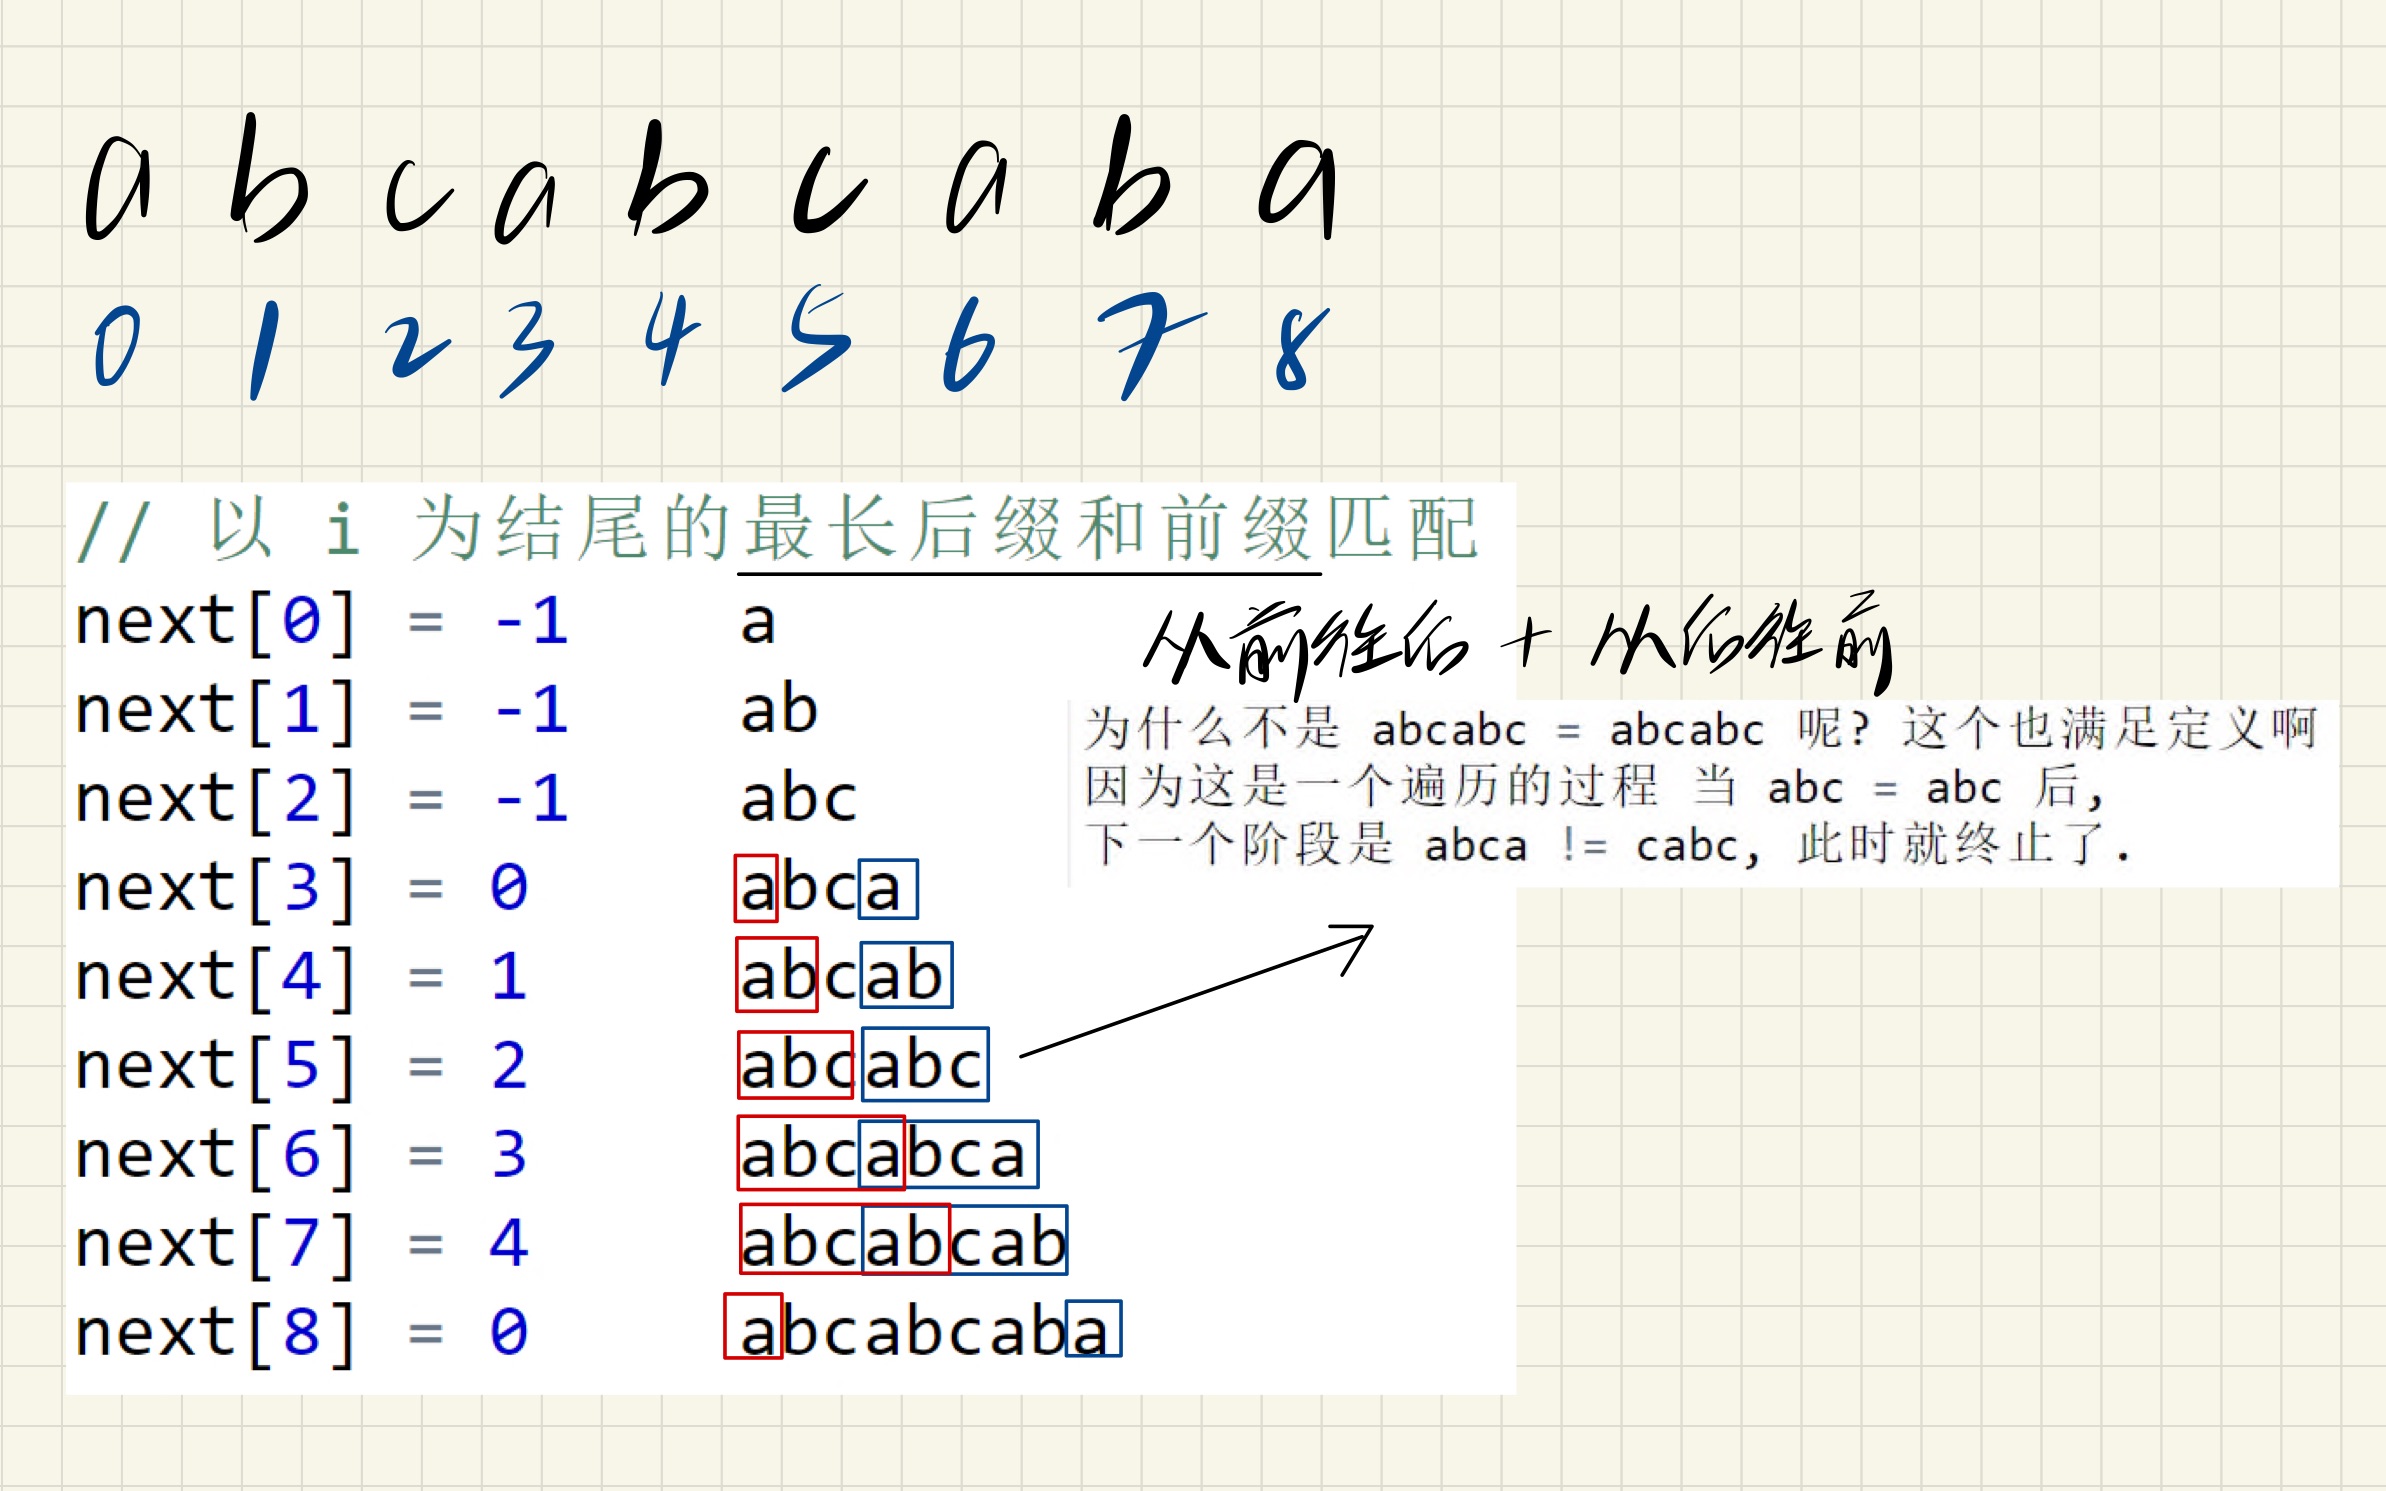 a b c a b c a b a
0 1 2 3 4 5 6 7 8
// 以 i 为结尾的最长后缀和前缀匹配
next[0] = -1 a
next[1] = -1 ab
next[2] = -1 abc
next[3] = 0 abca
next[4] = 1 abcab
next[5] = 2 abcabc
next[6] = 3 abcabca
next[7] = 4 abcabcab
next[8] = 0 abcabcaba
从前往后 + 从后往前
为什么不是 abcabc = abcabc 呢? 这个也满足定义啊
因为这是一个遍历的过程 当 abc = abc 后,
下一个阶段是 abca != cabc, 此时就终止了.